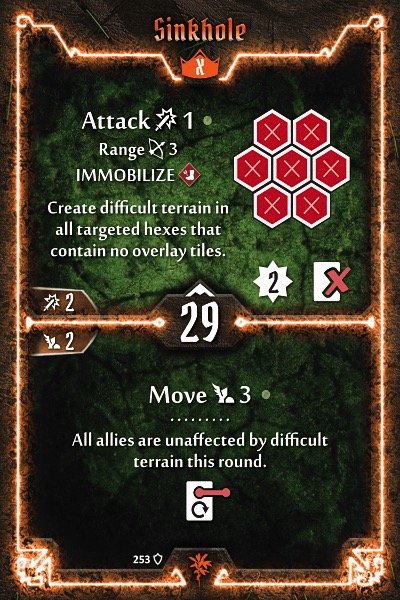 Sinkhole
X
Attack 1
Range 3
IMMOBILIZE
Create difficult terrain in
all targeted hexes that
contain no overlay tiles.
2
2
29
2
Move 3
All allies are unaffected by difficult
terrain this round.
253